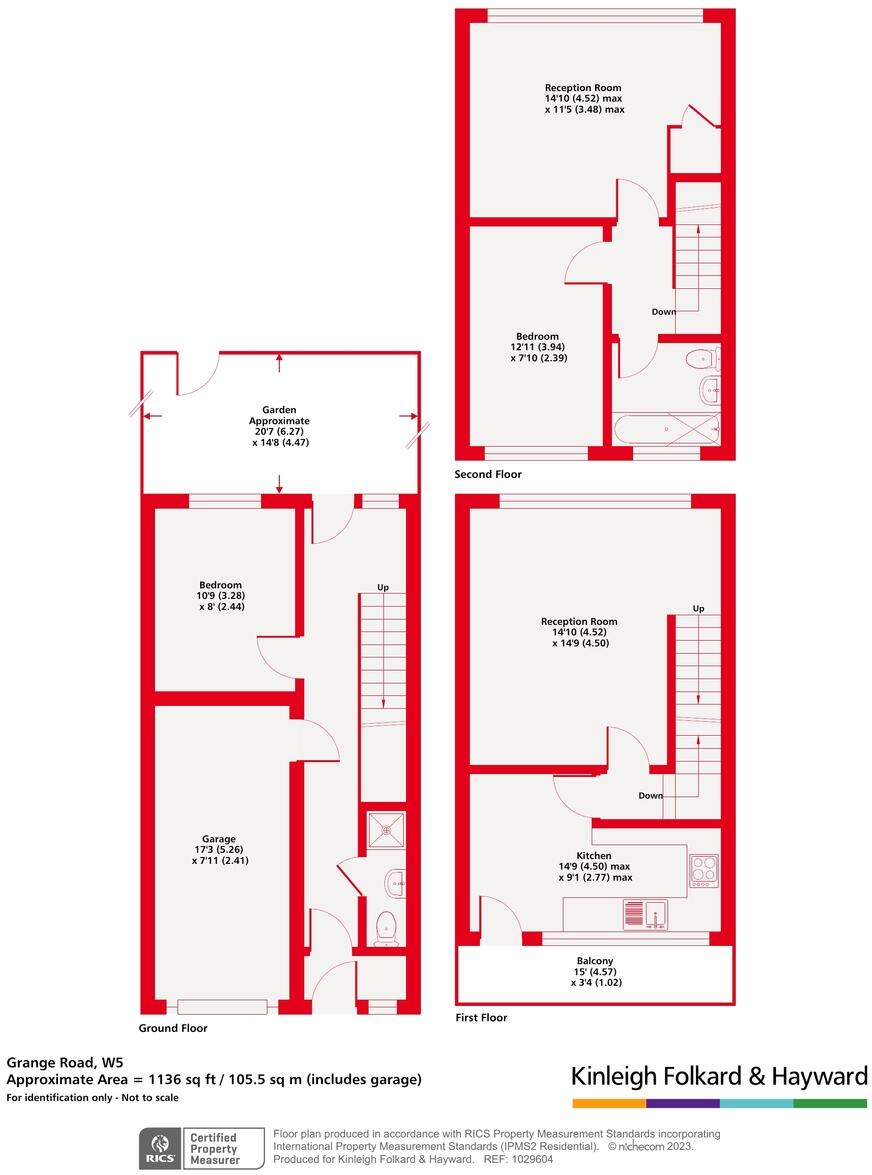 Reception Room
14'10 (4.52) max
x 11'5 (3.48) max
Down
Bedroom
12'11 (3.94)
x 7'10 (2.39)
Second Floor
Garden
Approximate
20'7 (6.27)
x 14'8 (4.47)
Bedroom
10'9 (3.28)
x 8' (2.44)
Up
Garage
17'3 (5.26)
x 7'11 (2.41)
Ground Floor
Reception Room
14'10 (4.52)
x 14'9 (4.50)
Up
Down
Kitchen
14'9 (4.50) max
x 9'1 (2.77) max
Balcony
15' (4.57)
x 3'4 (1.02)
First Floor
Grange Road, W5
Approximate Area = 1136 sq ft / 105.5 sq m (includes garage)
For identification only - Not to scale
Kinleigh Folkard & Hayward
RICS
Certified
Property
Measurer
Floor plan produced in accordance with RICS Property Measurement Standards incorporating
International Property Measurement Standards (IPMS2 Residential). © nichecom 2023.
Produced for Kinleigh Folkard & Hayward. REF: 1029604